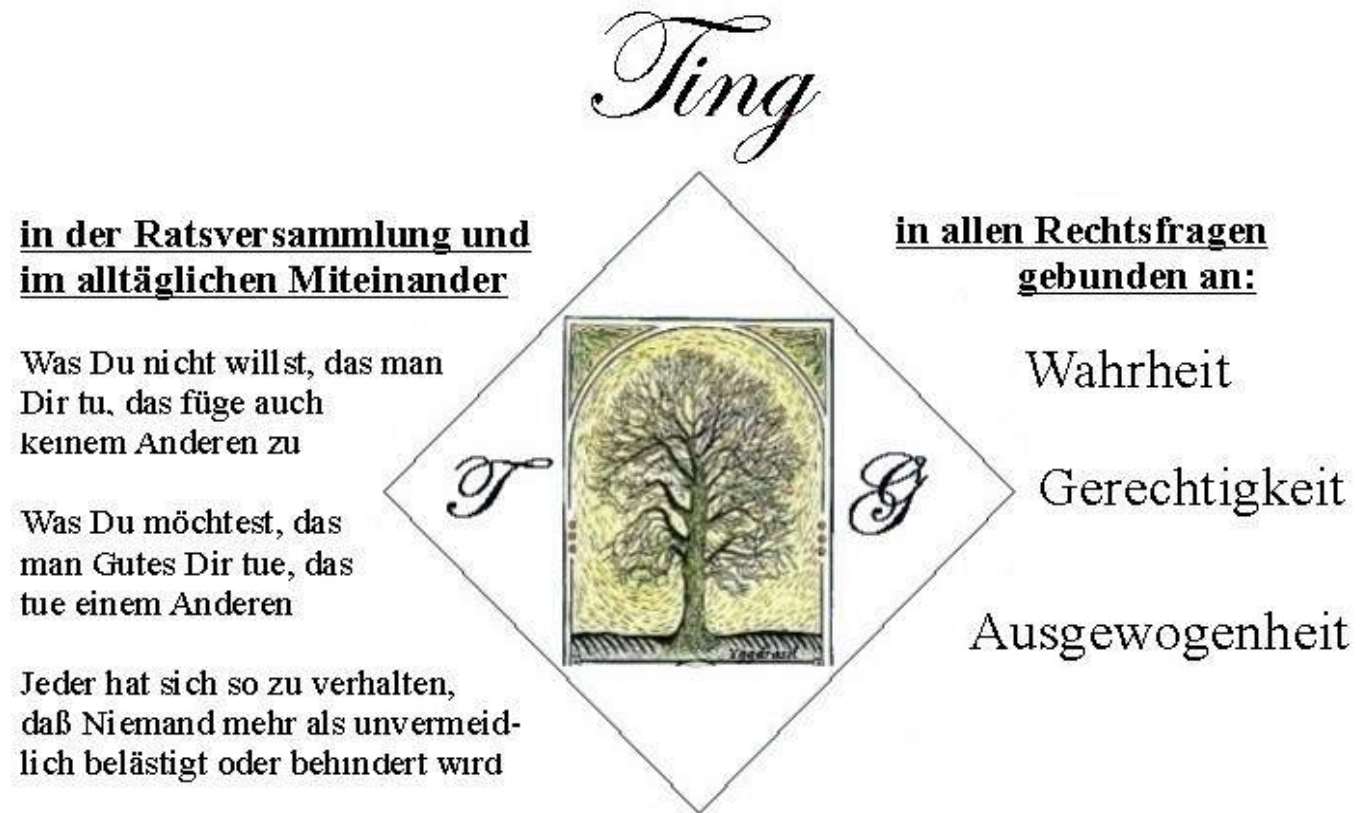 Ting
in der Ratsversammlung und
im alltäglichen Miteinander
Was Du nicht willst, das man
Dir tu, das füge auch
keinem Anderen zu
Was Du möchtest, das
man Gutes Dir tue, das
tue einem Anderen
Jeder hat sich so zu verhalten,
daß Niemand mehr als unvermeid-
lich belästigt oder behindert wird
T
Yggdrasil
G
in allen Rechtsfragen
gebunden an:
Wahrheit
Gerechtigkeit
Ausgewogenheit